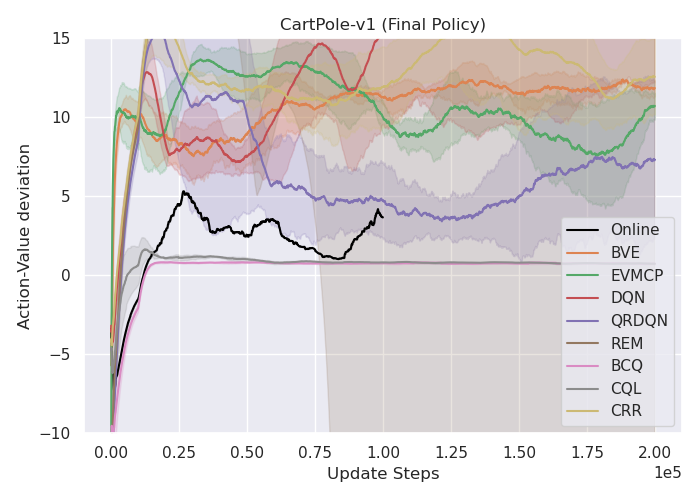 CartPole-v1 (Final Policy)
Action-Value deviation
15
10
5
0
−5
−10
0.00 0.25 0.50 0.75 1.00 1.25 1.50 1.75 2.00
1e5
Update Steps
Online
BVE
EVMCP
DQN
QRDQN
REM
BCQ
CQL
CRR